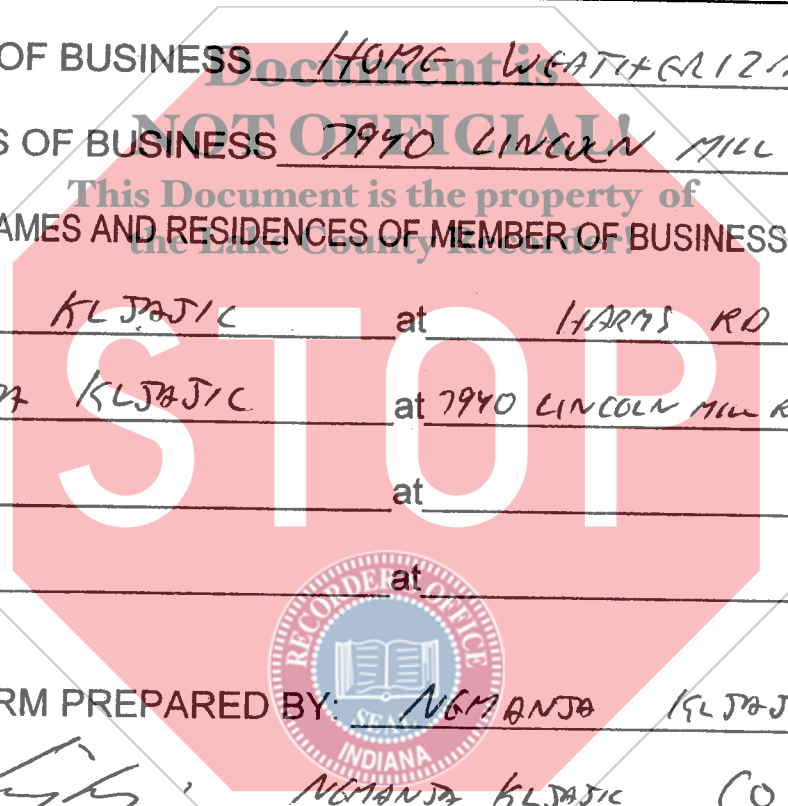 OF BUSINESS HOME WEATHERIZA
Document is
S OF BUSINESS 7940 LINCOLN MILL
NOT OFFICIAL!
This Document is the property of
AMES AND RESIDENCES OF MEMBER OF BUSINESS
the Lake County Recorder!
KLJAJIC at HARMS RD
A KLJAJIC at 7940 LINCOLN MILL R
STOP
at
at
RECORDER'S OFFICE
RM PREPARED BY: NEMANJA KLJAJ
SEAL
INDIANA
NEMANJA KLJAJIC CO